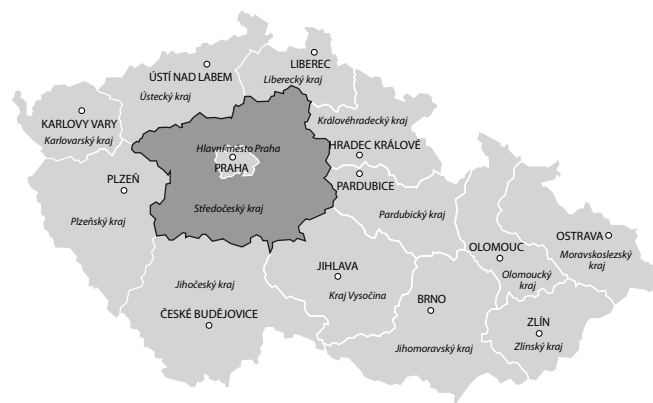 LIBEREC
Liberecký kraj
ÚSTÍ NAD LABEM
Ústecký kraj
KARLOVY VARY
Karlovarský kraj
Královéhradecký kraj
HRADEC KRÁLOVÉ
Hlavní město Praha
PRAHA
PLZEŇ
Plzeňský kraj
Středočeský kraj
PARDUBICE
Pardubický kraj
OLOMOUC
Olomoucký
kraj
OSTRAVA
Moravskoslezský
kraj
JIHLAVA
Kraj Vysočina
Jihočeský kraj
ČESKÉ BUDĚJOVICE
BRNO
Jihomoravský kraj
ZLÍN
Zlínský kraj